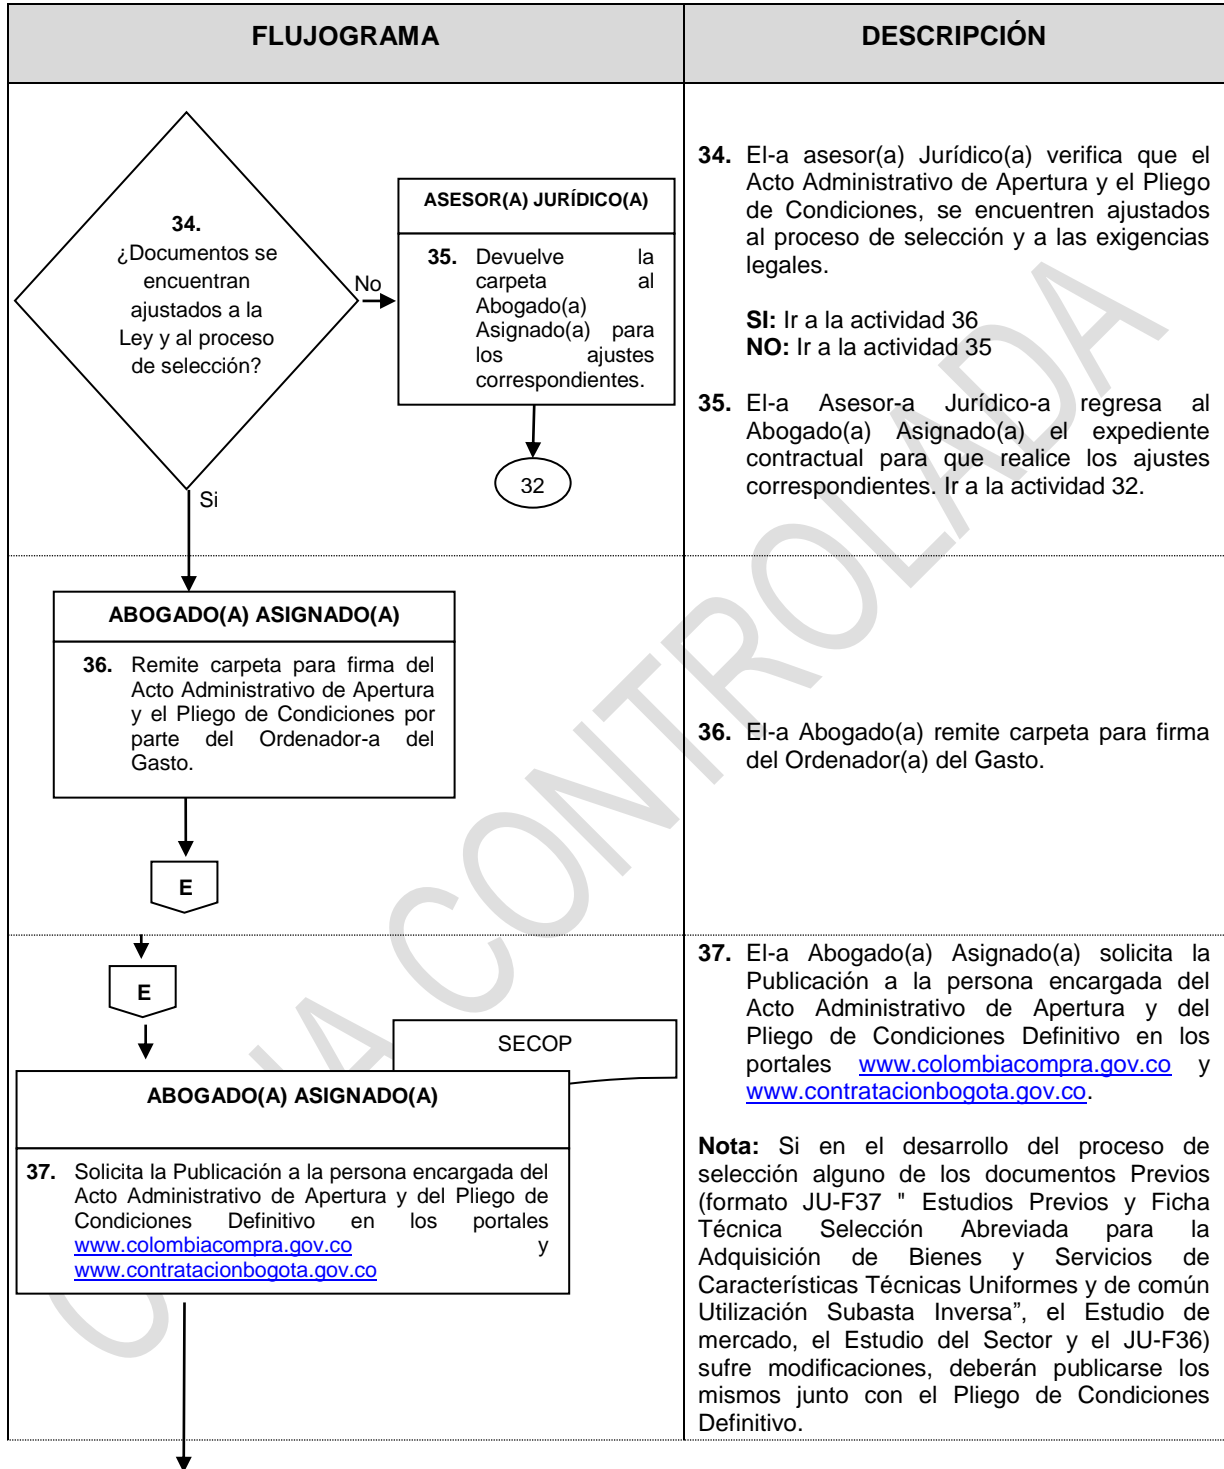 FLUJOGRAMA
DESCRIPCIÓN
34.
¿Documentos se
encuentran
ajustados a la
Ley y al proceso
de selección?
No
Si
ASESOR(A) JURÍDICO(A)
35. Devuelve la
carpeta al
Abogado(a)
Asignado(a) para
los ajustes
correspondientes.
32
34. El-a asesor(a) Jurídico(a) verifica que el
Acto Administrativo de Apertura y el Pliego
de Condiciones, se encuentren ajustados
al proceso de selección y a las exigencias
legales.
SI: Ir a la actividad 36
NO: Ir a la actividad 35
35. El-a Asesor-a Jurídico-a regresa al
Abogado(a) Asignado(a) el expediente
contractual para que realice los ajustes
correspondientes. Ir a la actividad 32.
ABOGADO(A) ASIGNADO(A)
36. Remite carpeta para firma del
Acto Administrativo de Apertura
y el Pliego de Condiciones por
parte del Ordenador-a del
Gasto.
E
36. El-a Abogado(a) remite carpeta para firma
del Ordenador(a) del Gasto.
E
SECOP
ABOGADO(A) ASIGNADO(A)
37. Solicita la Publicación a la persona encargada del
Acto Administrativo de Apertura y del Pliego de
Condiciones Definitivo en los portales
www.colombiacompra.gov.co y
www.contratacionbogota.gov.co
37. El-a Abogado(a) Asignado(a) solicita la
Publicación a la persona encargada del
Acto Administrativo de Apertura y del
Pliego de Condiciones Definitivo en los
portales www.colombiacompra.gov.co y
www.contratacionbogota.gov.co.
Nota: Si en el desarrollo del proceso de
selección alguno de los documentos Previos
(formato JU-F37 " Estudios Previos y Ficha
Técnica Selección Abreviada para la
Adquisición de Bienes y Servicios de
Características Técnicas Uniformes y de común
Utilización Subasta Inversa”, el Estudio de
mercado, el Estudio del Sector y el JU-F36)
sufre modificaciones, deberán publicarse los
mismos junto con el Pliego de Condiciones
Definitivo.
CONTROLADA